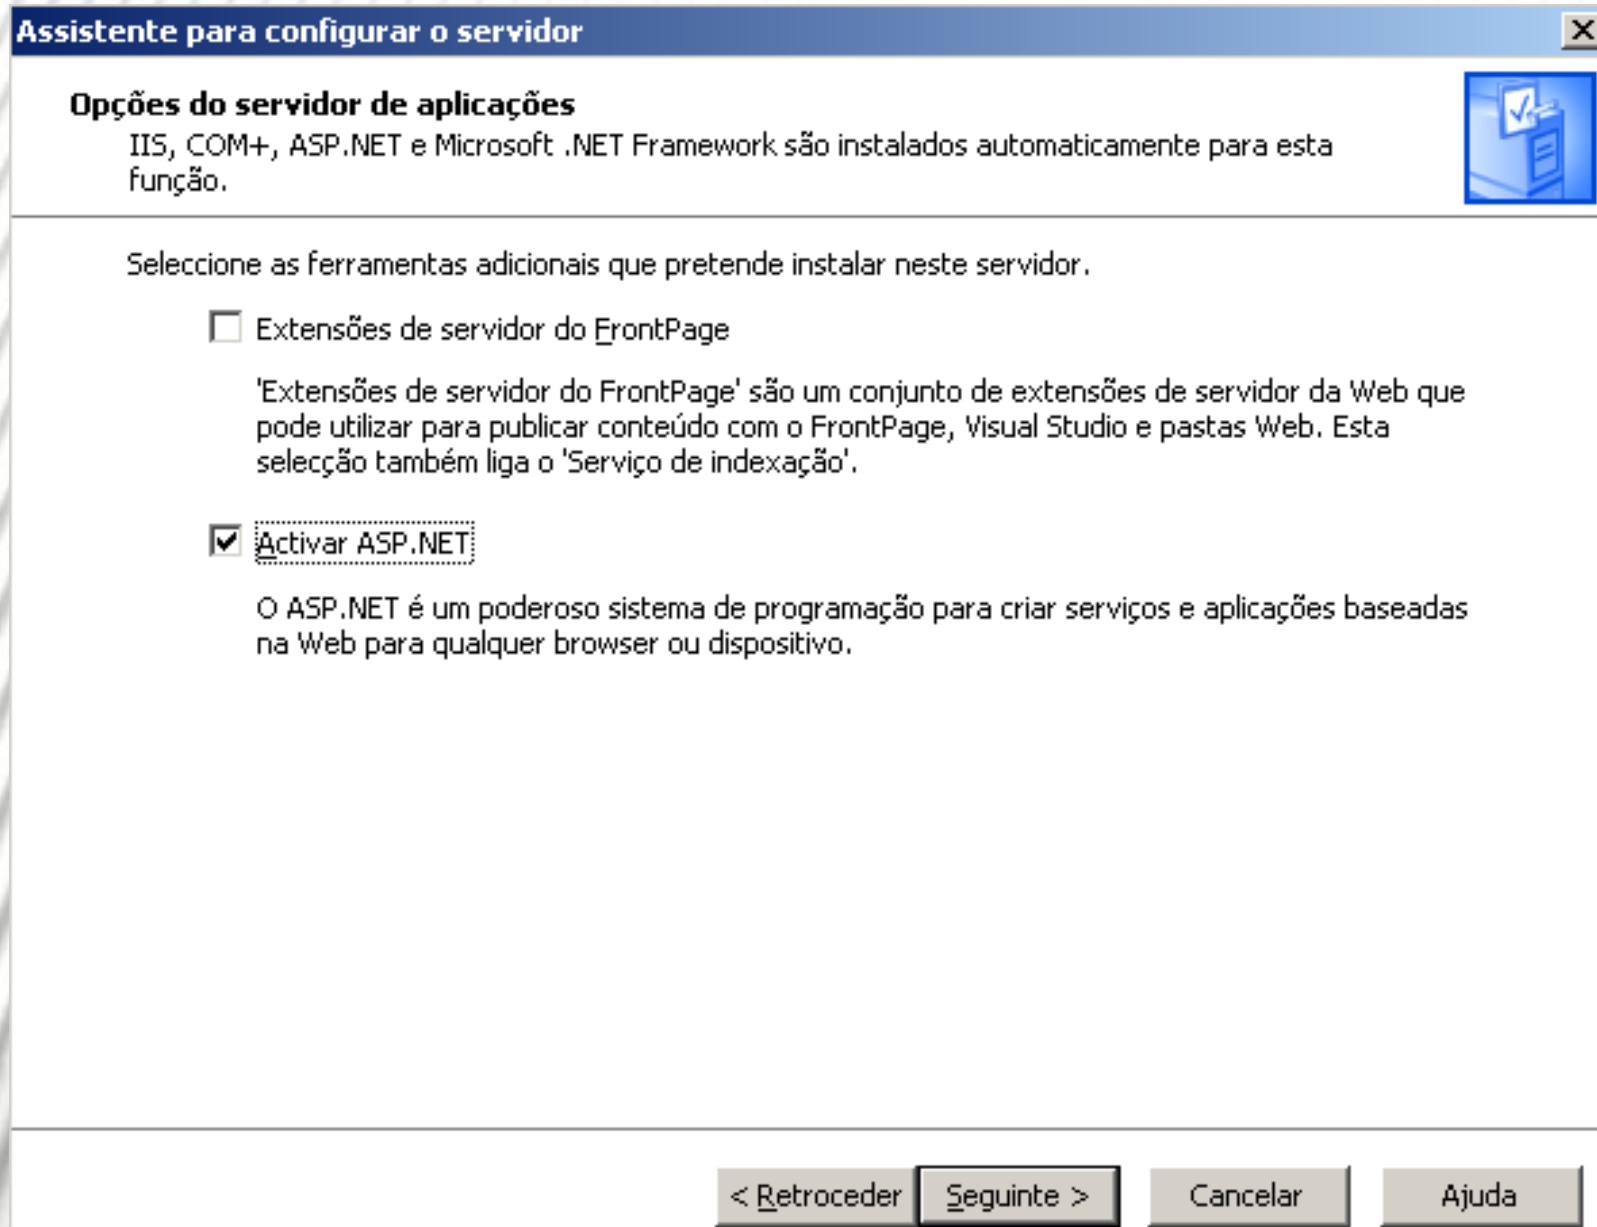 Assistente para configurar o servidor
Opções do servidor de aplicações
IIS, COM+, ASP.NET e Microsoft .NET Framework são instalados automaticamente para esta
função.
Seleccione as ferramentas adicionais que pretende instalar neste servidor.
Extensões de servidor do FrontPage
'Extensões de servidor do FrontPage' são um conjunto de extensões de servidor da Web que
pode utilizar para publicar conteúdo com o FrontPage, Visual Studio e pastas Web. Esta
selecção também liga o 'Serviço de indexação'.
Activar ASP.NET
O ASP.NET é um poderoso sistema de programação para criar serviços e aplicações baseadas
na Web para qualquer browser ou dispositivo.
< Retroceder Seguinte > Cancelar Ajuda